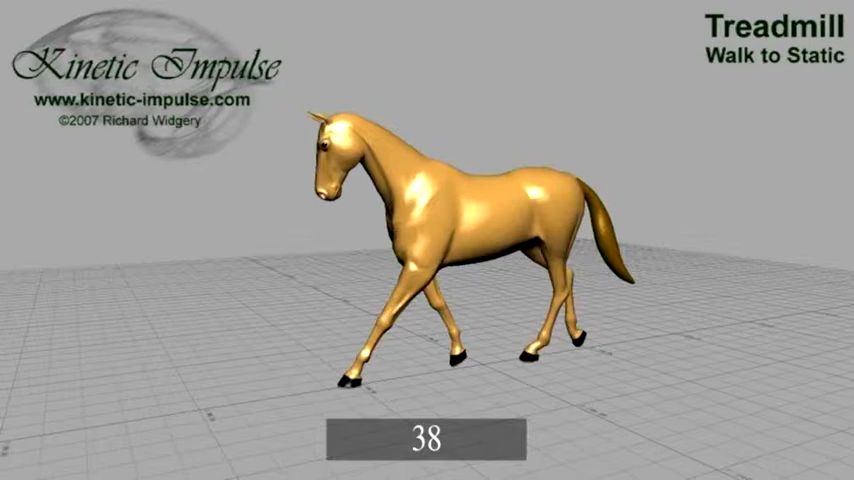 Kinetic Impulse
www.kinetic-impulse.com
©2007 Richard Widgery
Treadmill
Walk to Static
38